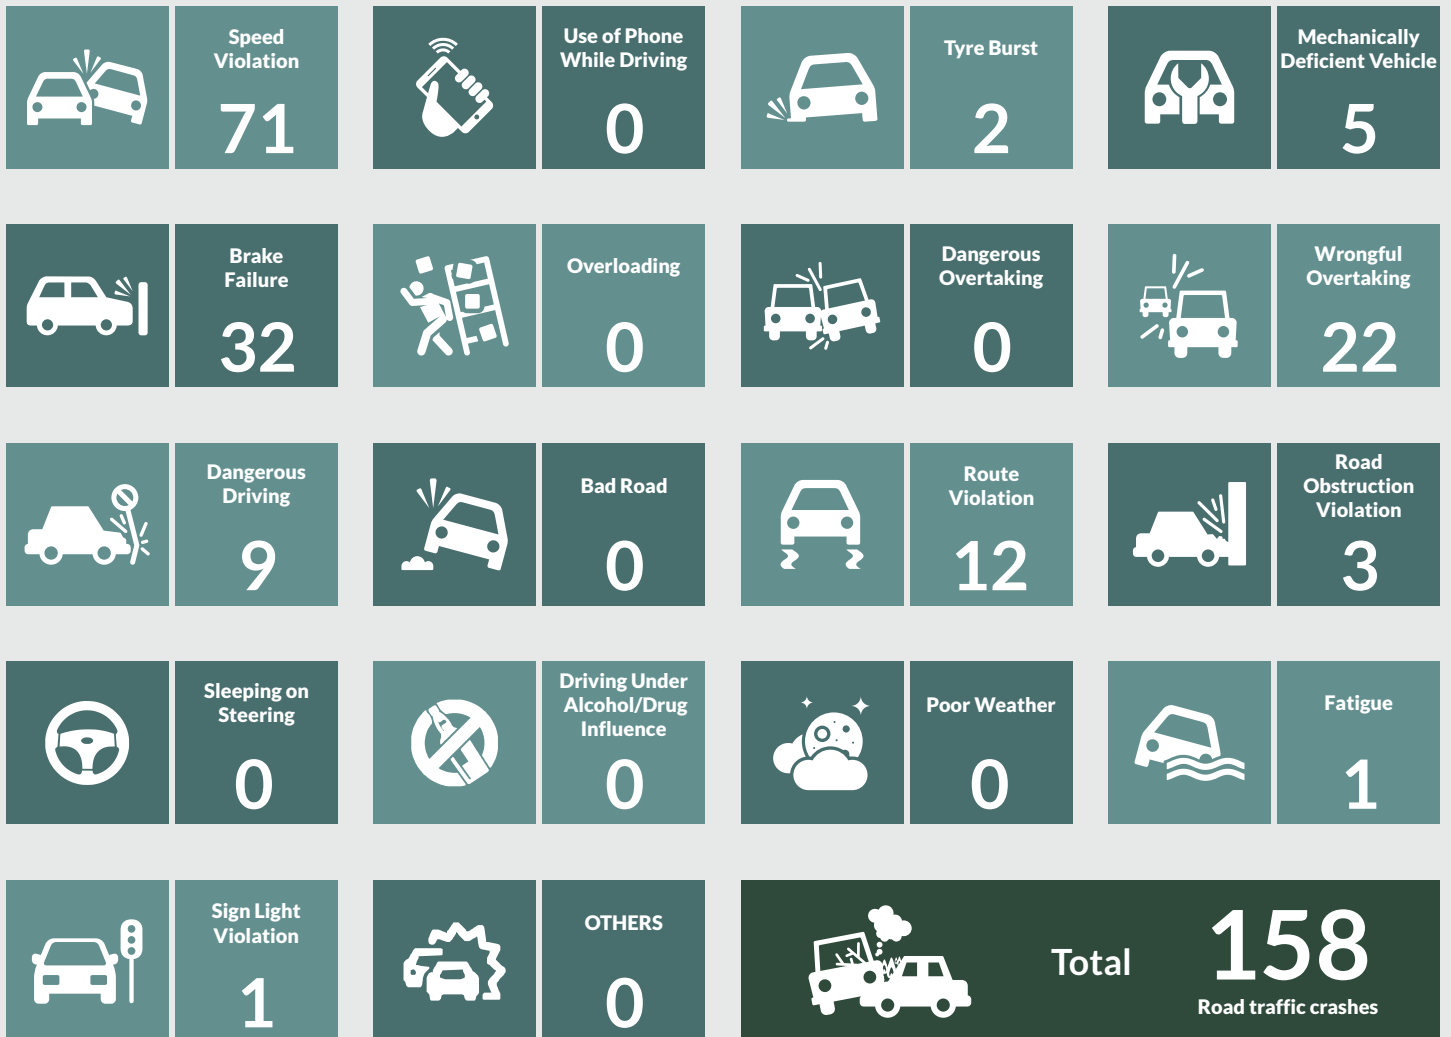 Speed
Violation
71
Use of Phone
While Driving
0
Tyre Burst
2
Mechanically
Deficient Vehicle
5
Brake
Failure
32
Overloading
0
Dangerous
Overtaking
0
Wrongful
Overtaking
22
Dangerous
Driving
9
Bad Road
0
Route
Violation
12
Road
Obstruction
Violation
3
Sleeping on
Steering
0
Driving Under
Alcohol/Drug
Influence
0
Poor Weather
0
Fatigue
1
Sign Light
Violation
1
OTHERS
0
Total
158
Road traffic crashes